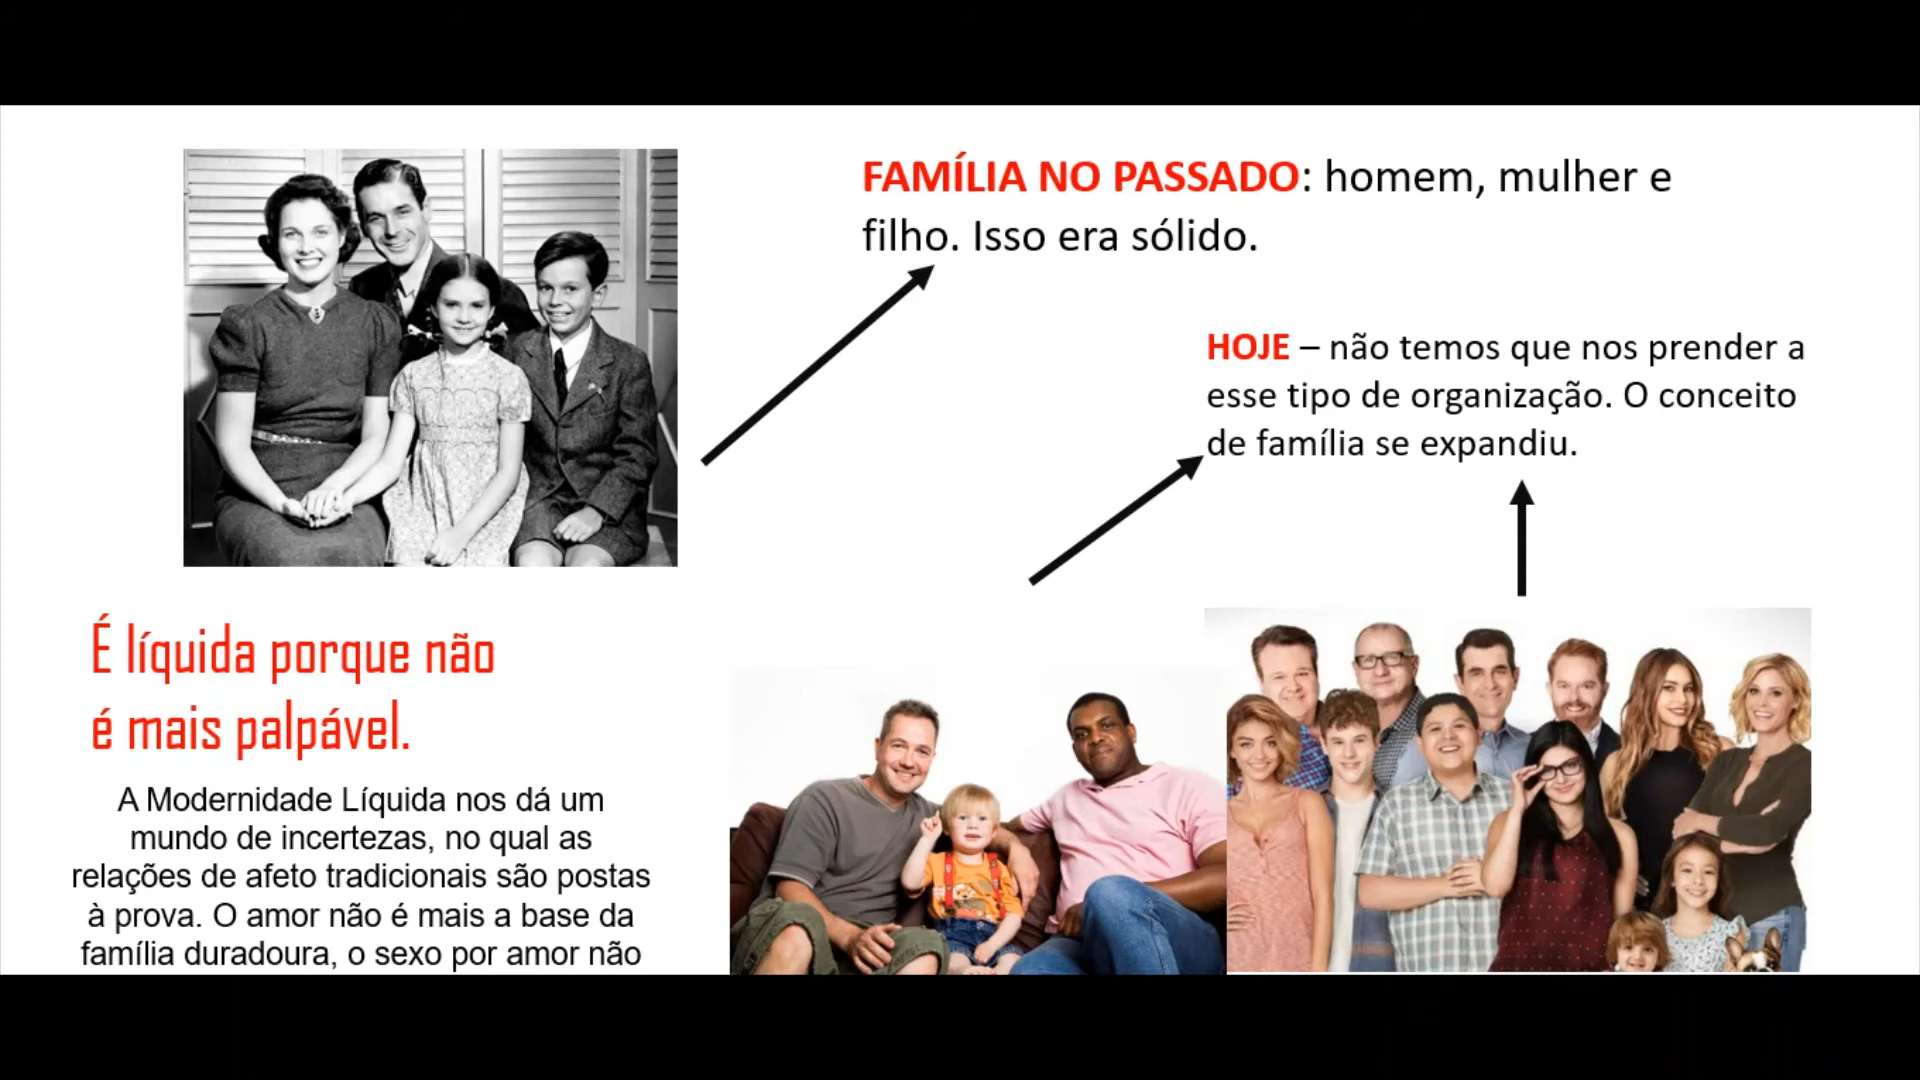 FAMÍLIA NO PASSADO: homem, mulher e
filho. Isso era sólido.
HOJE – não temos que nos prender a
esse tipo de organização. O conceito
de família se expandiu.
É líquida porque não
é mais palpável.
A Modernidade Líquida nos dá um
mundo de incertezas, no qual as
relações de afeto tradicionais são postas
à prova. O amor não é mais a base da
família duradoura, o sexo por amor não